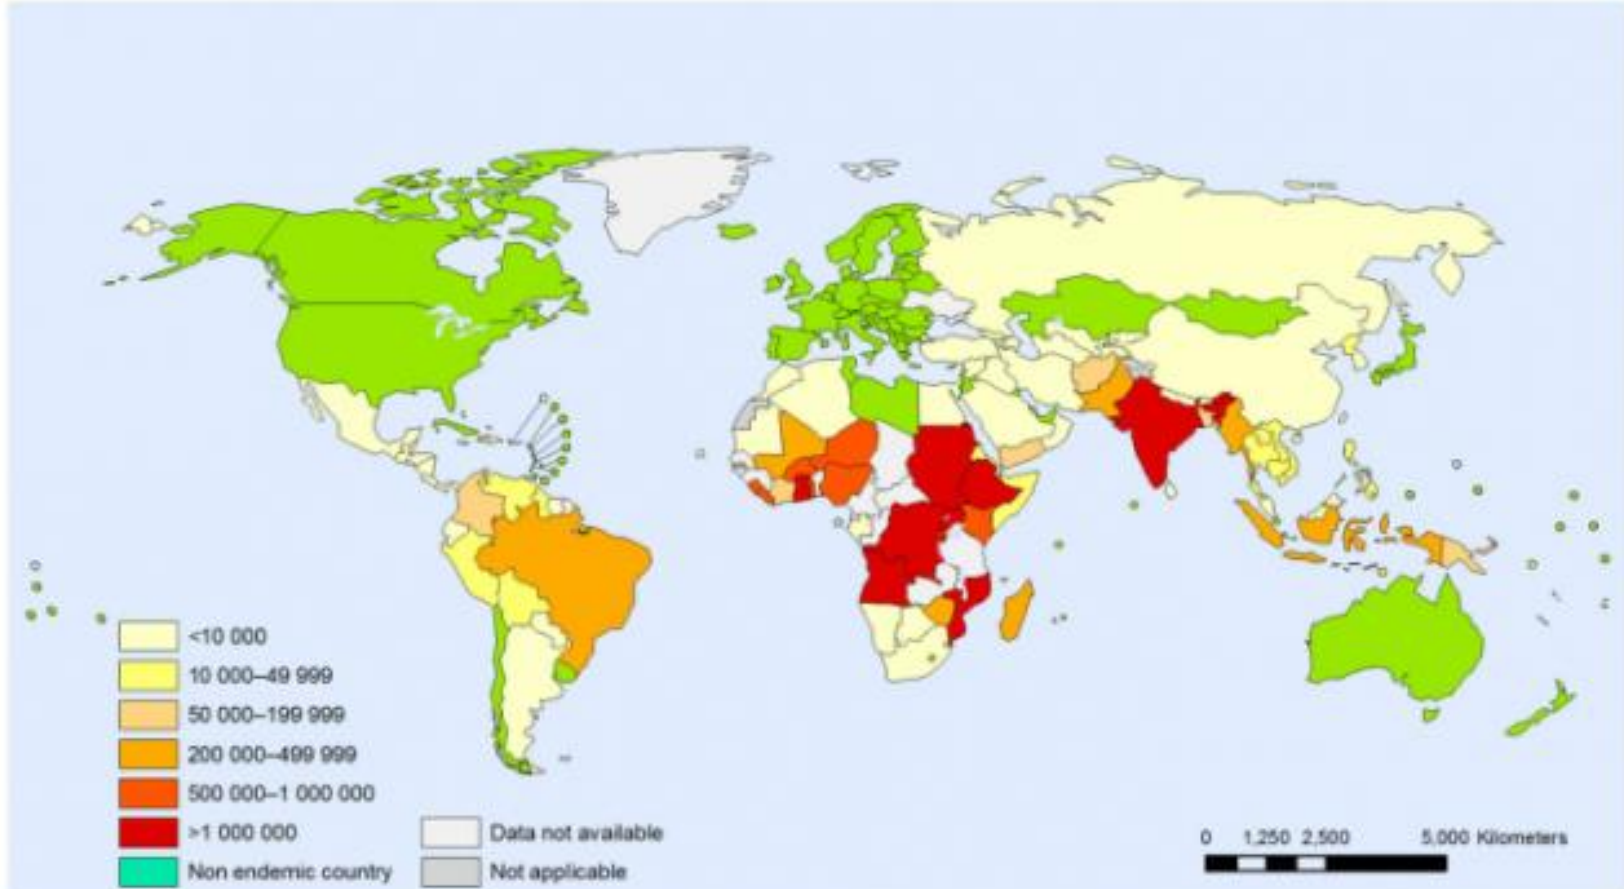 <10 000
10 000–49 999
50 000–199 999
200 000–499 999
500 000–1 000 000
>1 000 000
Non endemic country
Data not available
Not applicable
0 1,250 2,500 5,000 Kilometers